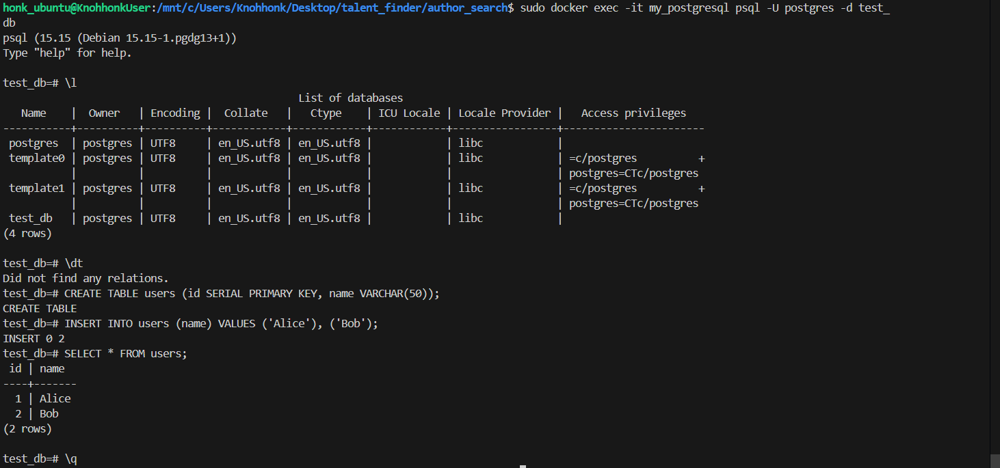 honk_ubuntu@KnohhonkUser:/mnt/c/Users/Knohhonk/Desktop/talent_finder/author_search$ sudo docker exec -it my_postgresql psql -U postgres -d test_
db
psql (15.15 (Debian 15.15-1.pgdg13+1))
Type "help" for help.

test_db=# \l
                                                List of databases
   Name    |  Owner   | Encoding |  Collate   |   Ctype    | ICU Locale | Locale Provider |   Access privileges
-----------+----------+----------+------------+------------+------------+-----------------+-----------------------
 postgres  | postgres | UTF8     | en_US.utf8 | en_US.utf8 |            | libc            |
 template0 | postgres | UTF8     | en_US.utf8 | en_US.utf8 |            | libc            | =c/postgres          +
           |          |          |            |            |            |                 | postgres=CTc/postgres
 template1 | postgres | UTF8     | en_US.utf8 | en_US.utf8 |            | libc            | =c/postgres          +
           |          |          |            |            |            |                 | postgres=CTc/postgres
 test_db   | postgres | UTF8     | en_US.utf8 | en_US.utf8 |            | libc            |
(4 rows)

test_db=# \dt
Did not find any relations.
test_db=# CREATE TABLE users (id SERIAL PRIMARY KEY, name VARCHAR(50));
CREATE TABLE
test_db=# INSERT INTO users (name) VALUES ('Alice'), ('Bob');
INSERT 0 2
test_db=# SELECT * FROM users;
 id | name
----+-------
  1 | Alice
  2 | Bob
(2 rows)

test_db=# \q